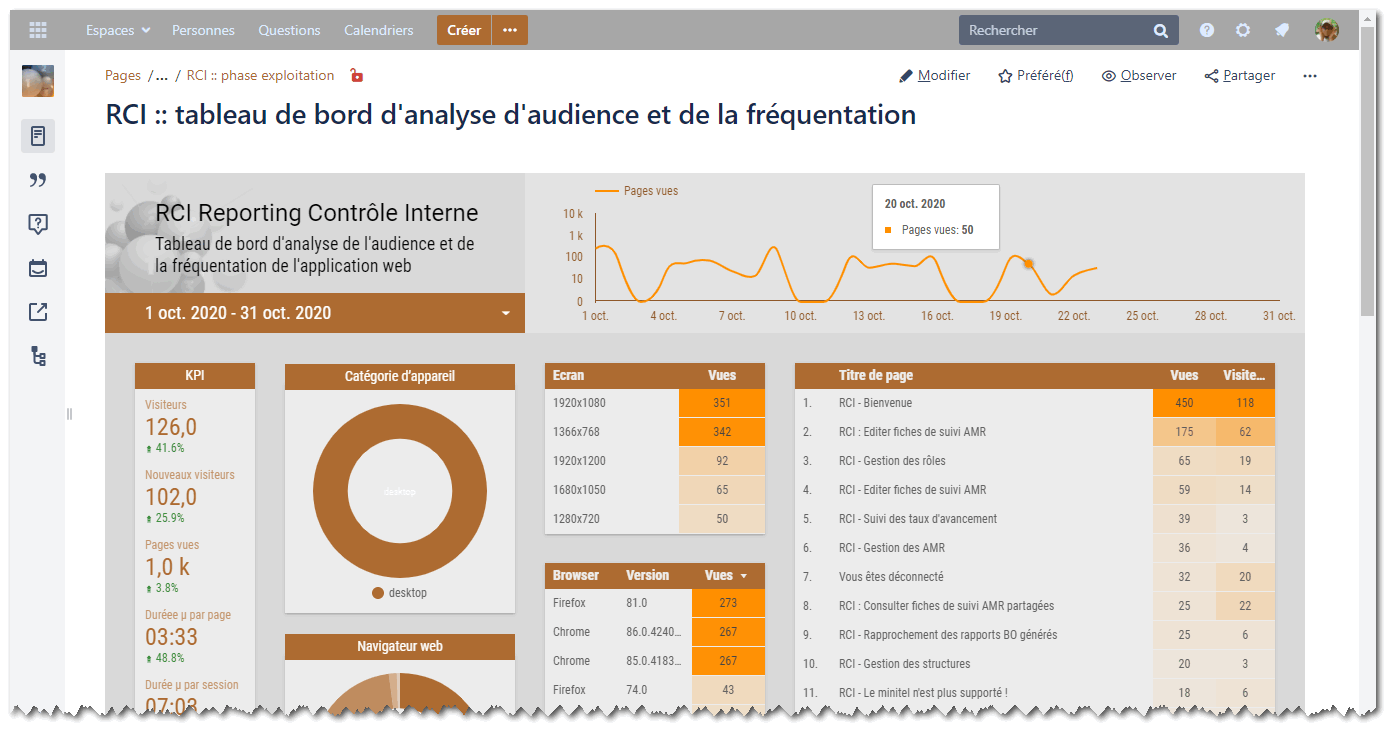 Espaces Personnes Questions Calendriers Créer ••• Rechercher
Pages / ... / RCI :: phase exploitation
Modifier Préféré(f) Observer Partager •••
RCI :: tableau de bord d'analyse d'audience et de la fréquentation
RCI Reporting Contrôle Interne
Tableau de bord d'analyse de l'audience et de
la fréquentation de l'application web
1 oct. 2020 - 31 oct. 2020
Pages vues
10 k
1 k
100
10
0
1 oct. 4 oct. 7 oct. 10 oct. 13 oct. 16 oct. 19 oct. 22 oct. 25 oct. 28 oct. 31 oct.
20 oct. 2020
Pages vues: 50
KPI
Visiteurs
126,0
41.6%
Nouveaux visiteurs
102,0
25.9%
Pages vues
1,0 k
3.8%
Duréee μ par page
03:33
48.8%
Durée μ par session
07:03
Catégorie d'appareil
desktop
desktop
Navigateur web
Ecran Vues
1920x1080 351
1366x768 342
1920x1200 92
1680x1050 65
1280x720 50
Browser Version Vues
Firefox 81.0 273
Chrome 86.0.4240... 267
Chrome 85.0.4183... 267
Firefox 74.0 43
Titre de page Vues Visite...
1. RCI - Bienvenue 450 118
2. RCI : Editer fiches de suivi AMR 175 62
3. RCI - Gestion des rôles 65 19
4. RCI - Editer fiches de suivi AMR 59 14
5. RCI - Suivi des taux d'avancement 39 3
6. RCI - Gestion des AMR 36 4
7. Vous êtes déconnecté 32 20
8. RCI : Consulter fiches de suivi AMR partagées 25 22
9. RCI - Rapprochement des rapports BO générés 25 6
10. RCI - Gestion des structures 20 3
11. RCI - Le minitel n'est plus supporté ! 18 6